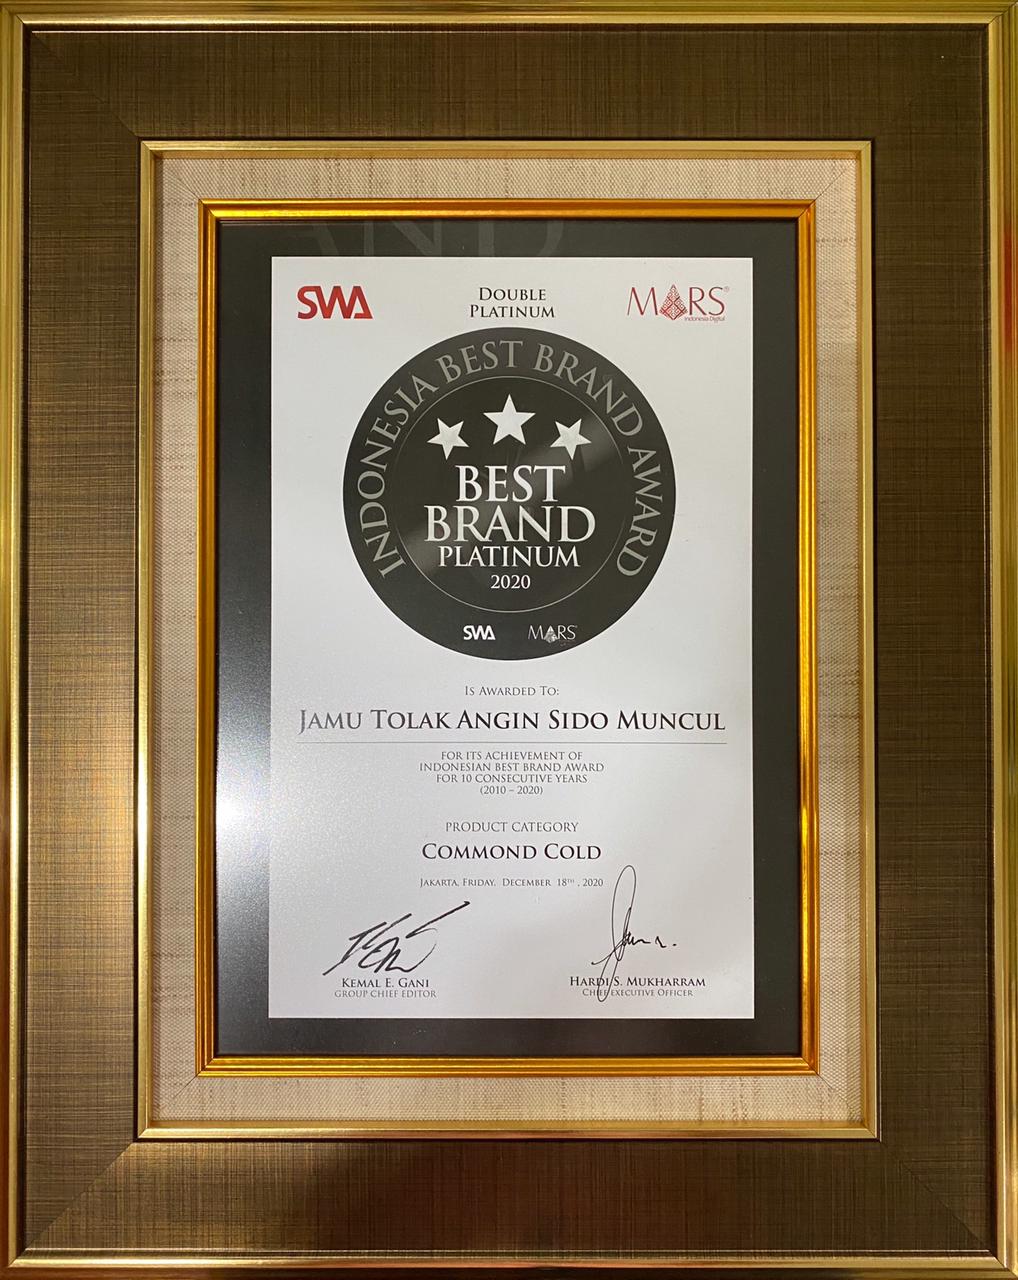 SWA
DOUBLE
PLATINUM
MARS®
Indonesia Digital
INDONESIA BEST BRAND AWARD
BEST
BRAND
PLATINUM
2020
SWA MARS
IS AWARDED TO:
JAMU TOLAK ANGIN SIDO MUNCUL
FOR ITS ACHIEVEMENT OF
INDONESIAN BEST BRAND AWARD
FOR 10 CONSECUTIVE YEARS
(2010 – 2020)
PRODUCT CATEGORY
COMMOND COLD
JAKARTA, FRIDAY, DECEMBER 18TH , 2020
KEMAL E. GANI
GROUP CHIEF EDITOR
HARDI S. MUKHARRAM
CHIEF EXECUTIVE OFFICER